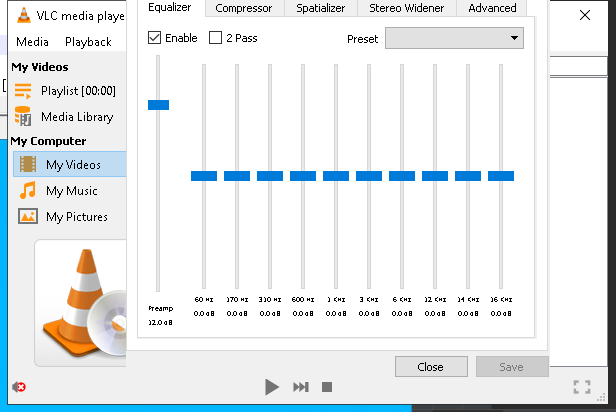 VLC media playe
Equalizer Compressor Spatializer Stereo Widener Advanced
Media Playback
Enable 2 Pass Preset
My Videos
Playlist [00:00]
Media Library
My Computer
My Videos
My Music
My Pictures
60 Hz 170 Hz 310 Hz 600 Hz 1 KHz 3 KHz 6 KHz 12 KHz 14 KHz 16 KHz
Preamp
0.0 dB 0.0 dB 0.0 dB 0.0 dB 0.0 dB 0.0 dB 0.0 dB 0.0 dB 0.0 dB 0.0 dB
12.0 dB
Close Save